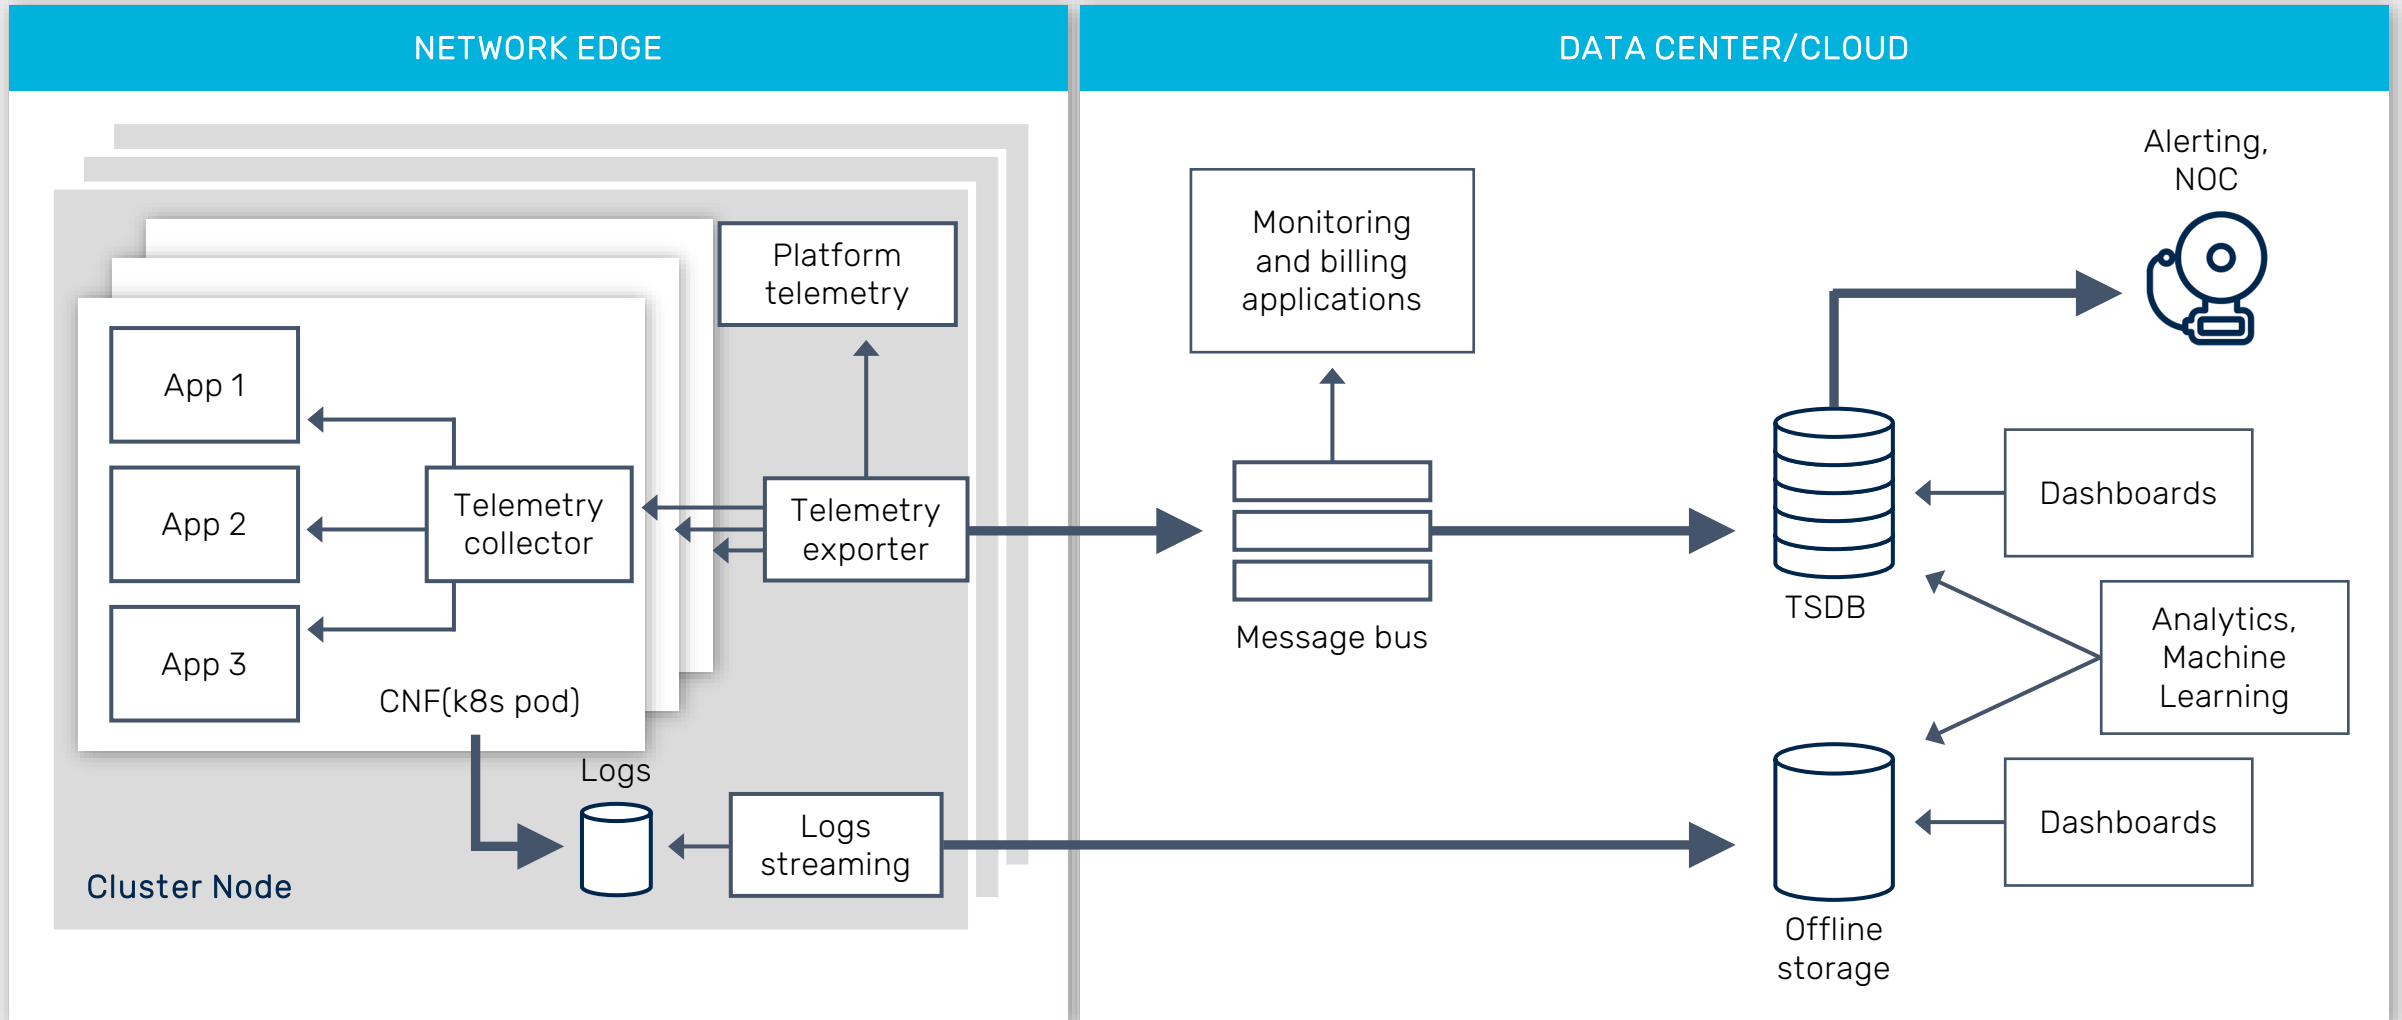 NETWORK EDGE
Platform
telemetry
App 1
App 2
App 3
Telemetry
collector
Telemetry
exporter
CNF(k8s pod)
Logs
Logs
streaming
Cluster Node
DATA CENTER/CLOUD
Monitoring
and billing
applications
Message bus
Alerting,
NOC
TSDB
Dashboards
Analytics,
Machine
Learning
Dashboards
Offline
storage